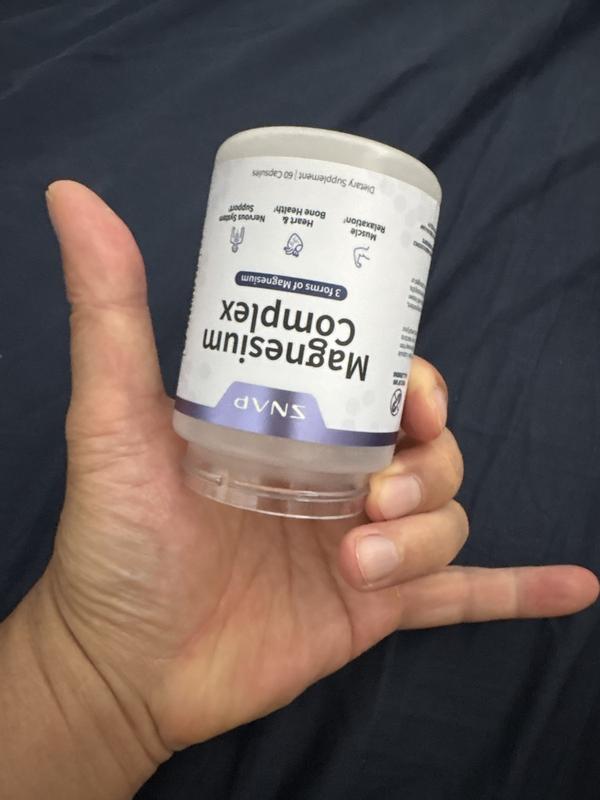 SNAP
Magnesium
Complex
3 forms of Magnesium
Muscle
Relaxation†
Heart &
Bone Health†
Nervous System
Support†
Dietary Supplement | 60 Capsules